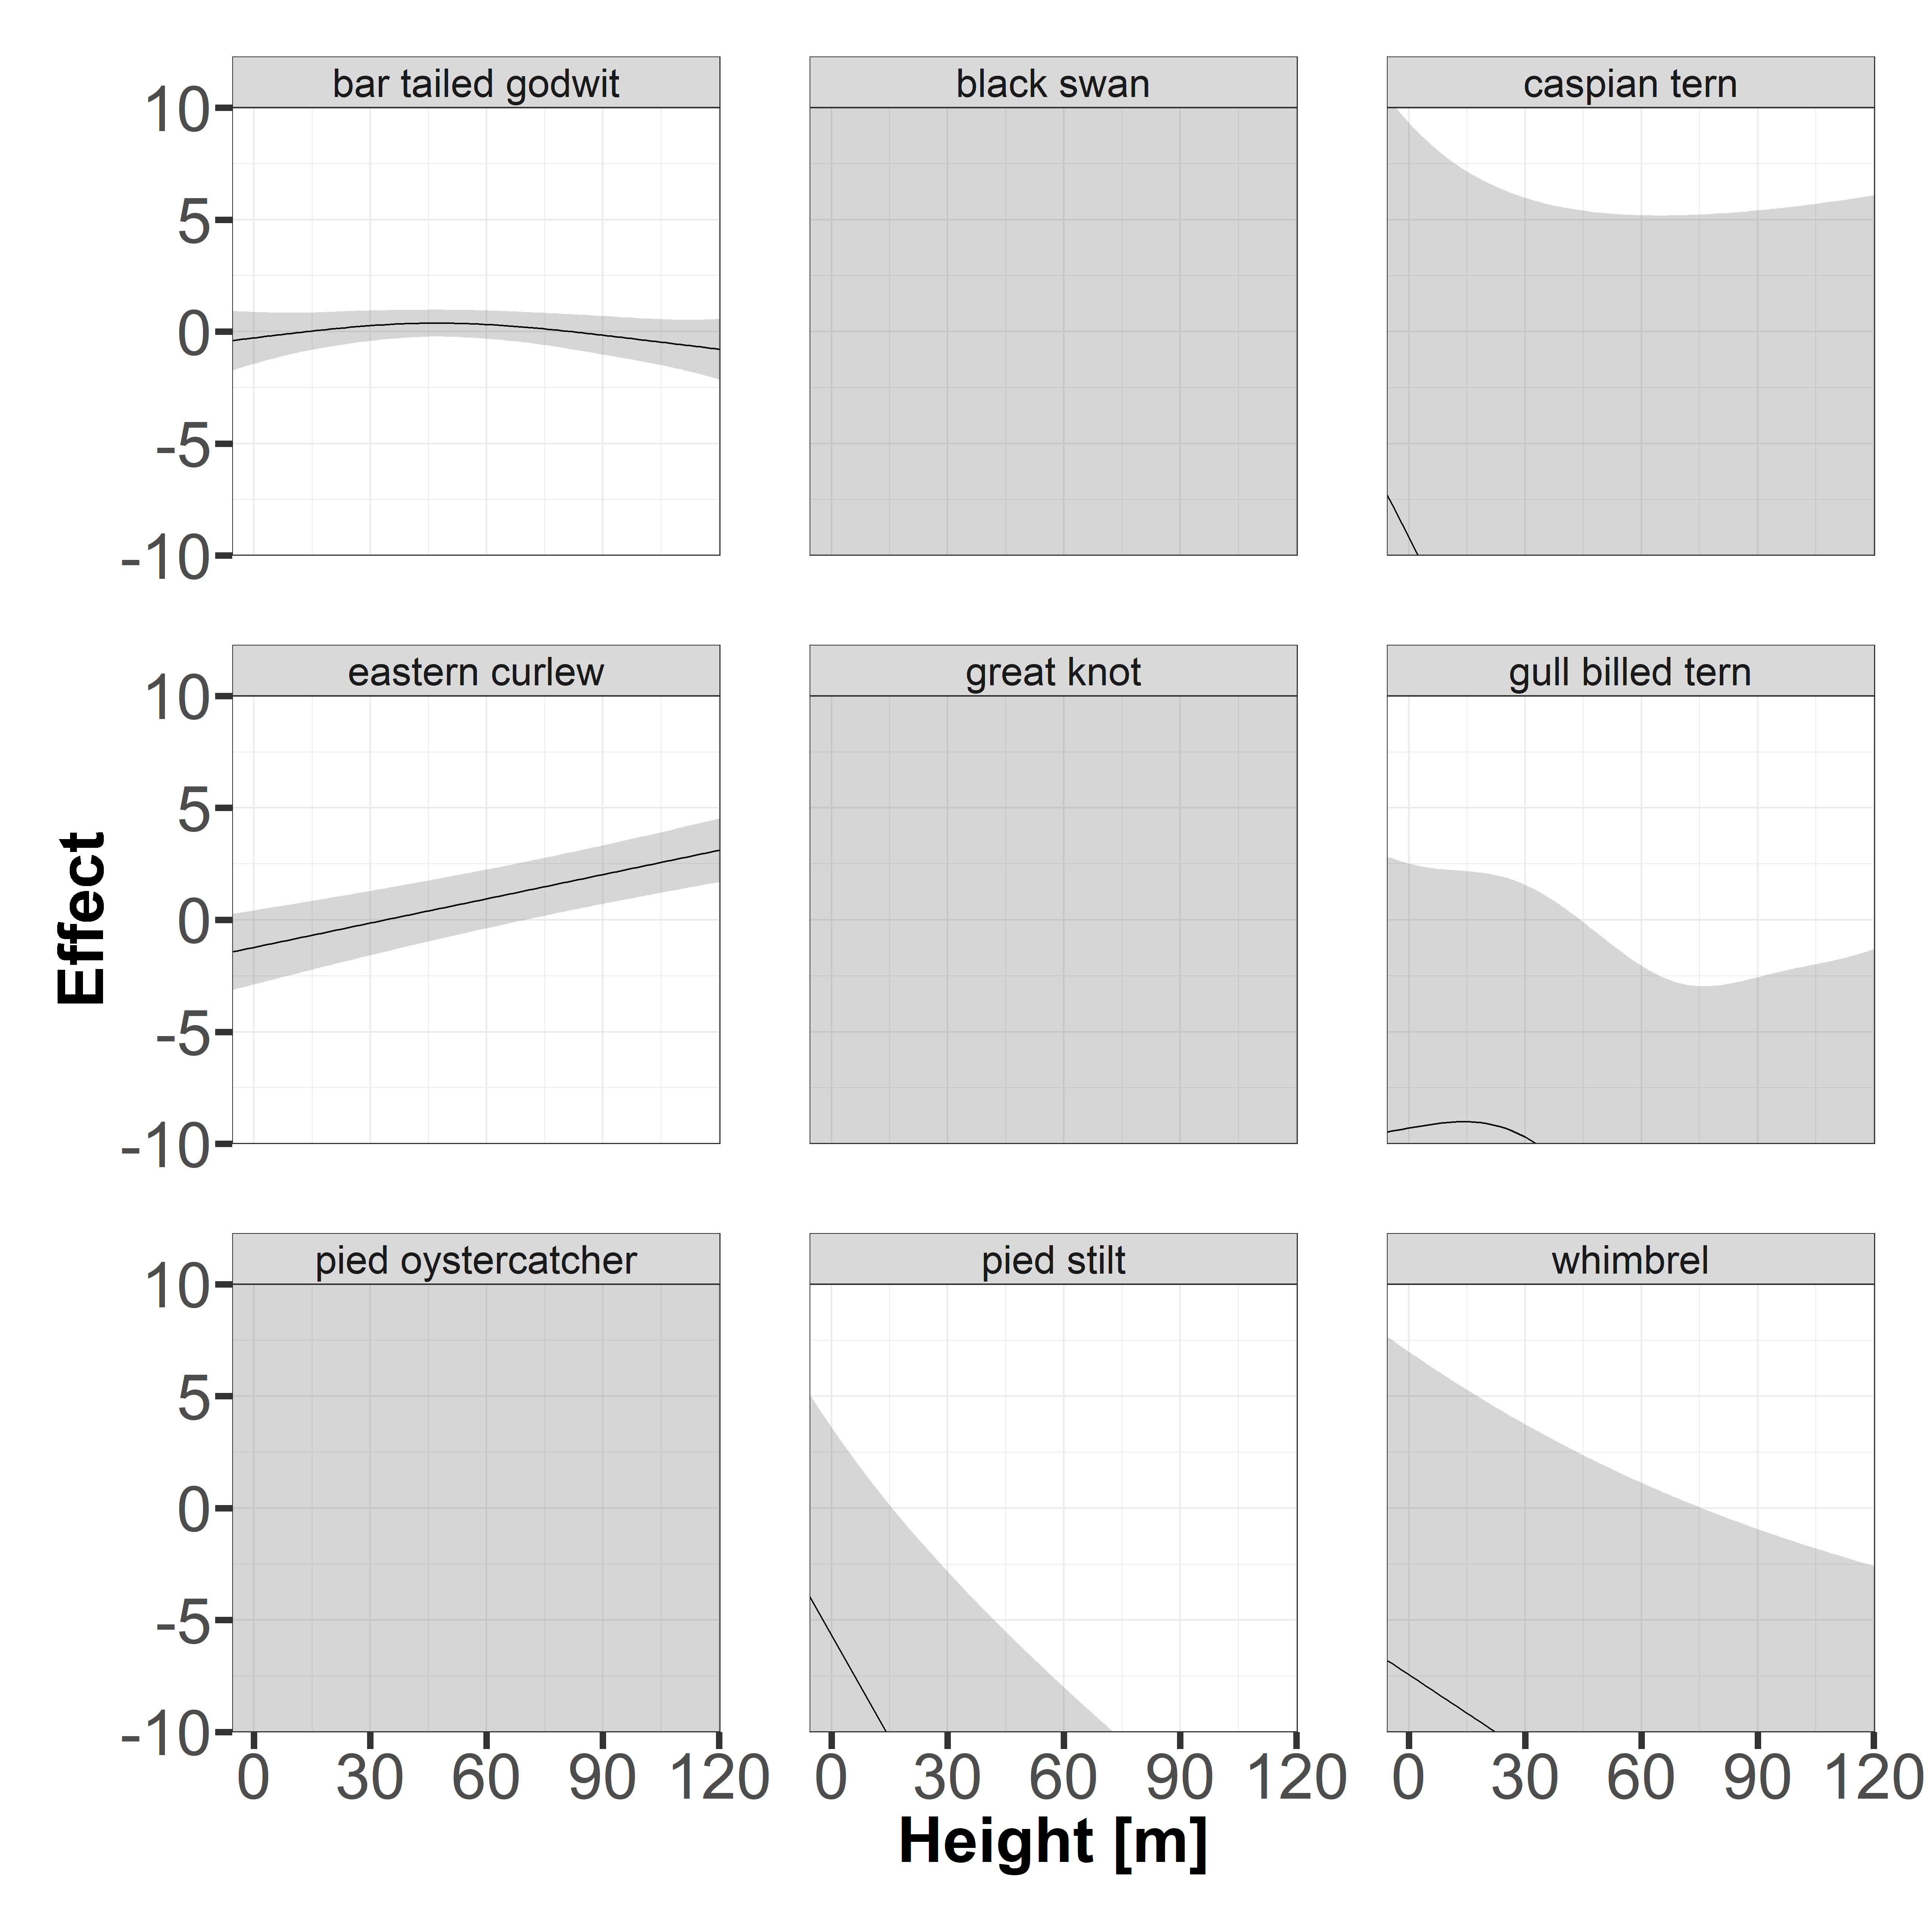 bar tailed godwit
black swan
caspian tern
10
5
0
-5
-10
eastern curlew
great knot
gull billed tern
10
5
0
-5
-10
Effect
pied oystercatcher
pied stilt
whimbrel
10
5
0
-5
-10
0 30 60 90 120
0 30 60 90 120
0 30 60 90 120
Height [m]